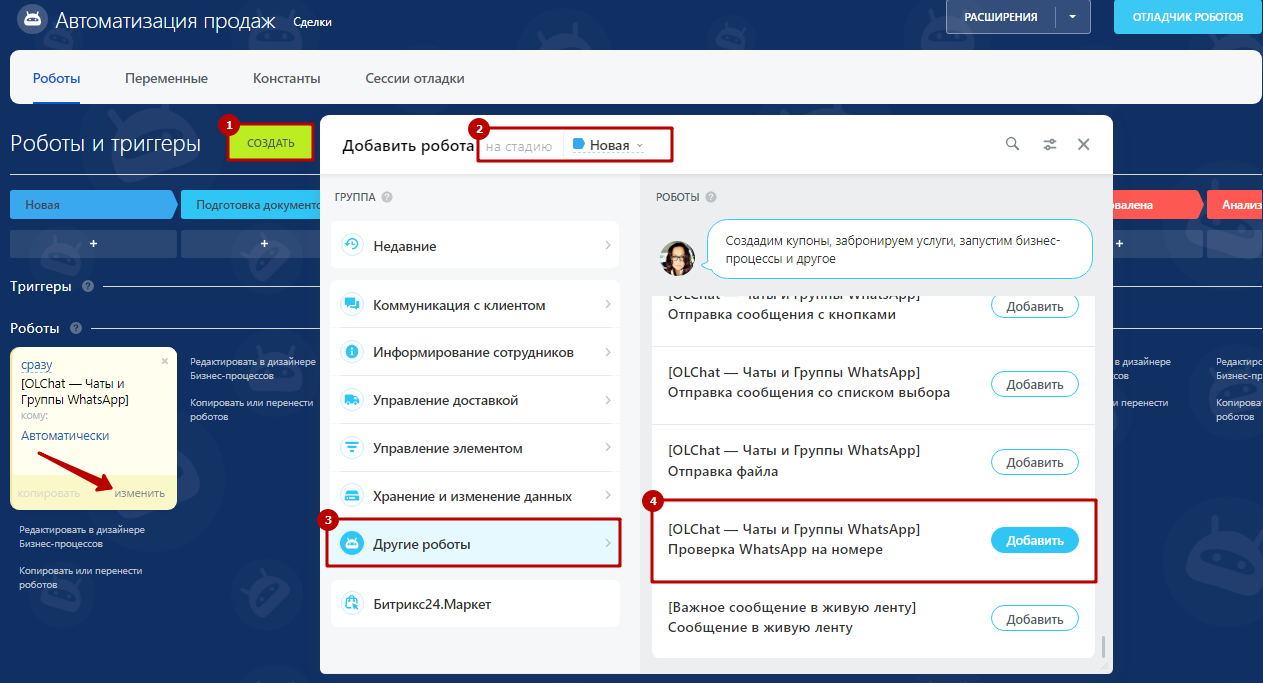 Автоматизация продаж Сделки
РАСШИРЕНИЯ
ОТЛАДЧИК РОБОТОВ
Роботы Переменные Константы Сессии отладки
Роботы и триггеры
1
СОЗДАТЬ
Добавить робота
2
на стадию Новая
Новая
Подготовка документо
овалена
Анализ
+
+
+
Триггеры ?
Роботы ?
сразу
[OLChat — Чаты и
Группы WhatsApp]
кому:
Автоматически
копировать изменить
Редактировать в дизайнере
Бизнес-процессов
Копировать или перенести
роботов
Редактировать в дизайнере
Бизнес-процессов
Копировать или перенести
роботов
ГРУППА ?
Недавние
Коммуникация с клиентом
Информирование сотрудников
Управление доставкой
Управление элементом
Хранение и изменение данных
3
Другие роботы
Битрикс24.Маркет
РОБОТЫ ?
Создадим купоны, забронируем услуги, запустим бизнес-
процессы и другое
[OLChat — Чаты и Группы WhatsApp]
Отправка сообщения с кнопками
Добавить
[OLChat — Чаты и Группы WhatsApp]
Отправка сообщения со списком выбора
Добавить
[OLChat — Чаты и Группы WhatsApp]
Отправка файла
Добавить
4
[OLChat — Чаты и Группы WhatsApp]
Проверка WhatsApp на номере
Добавить
[Важное сообщение в живую ленту]
Сообщение в живую ленту
Добавить
в дизайнере
сов
и перенести
Редактиро
Бизнес-пр
Копироват
роботов